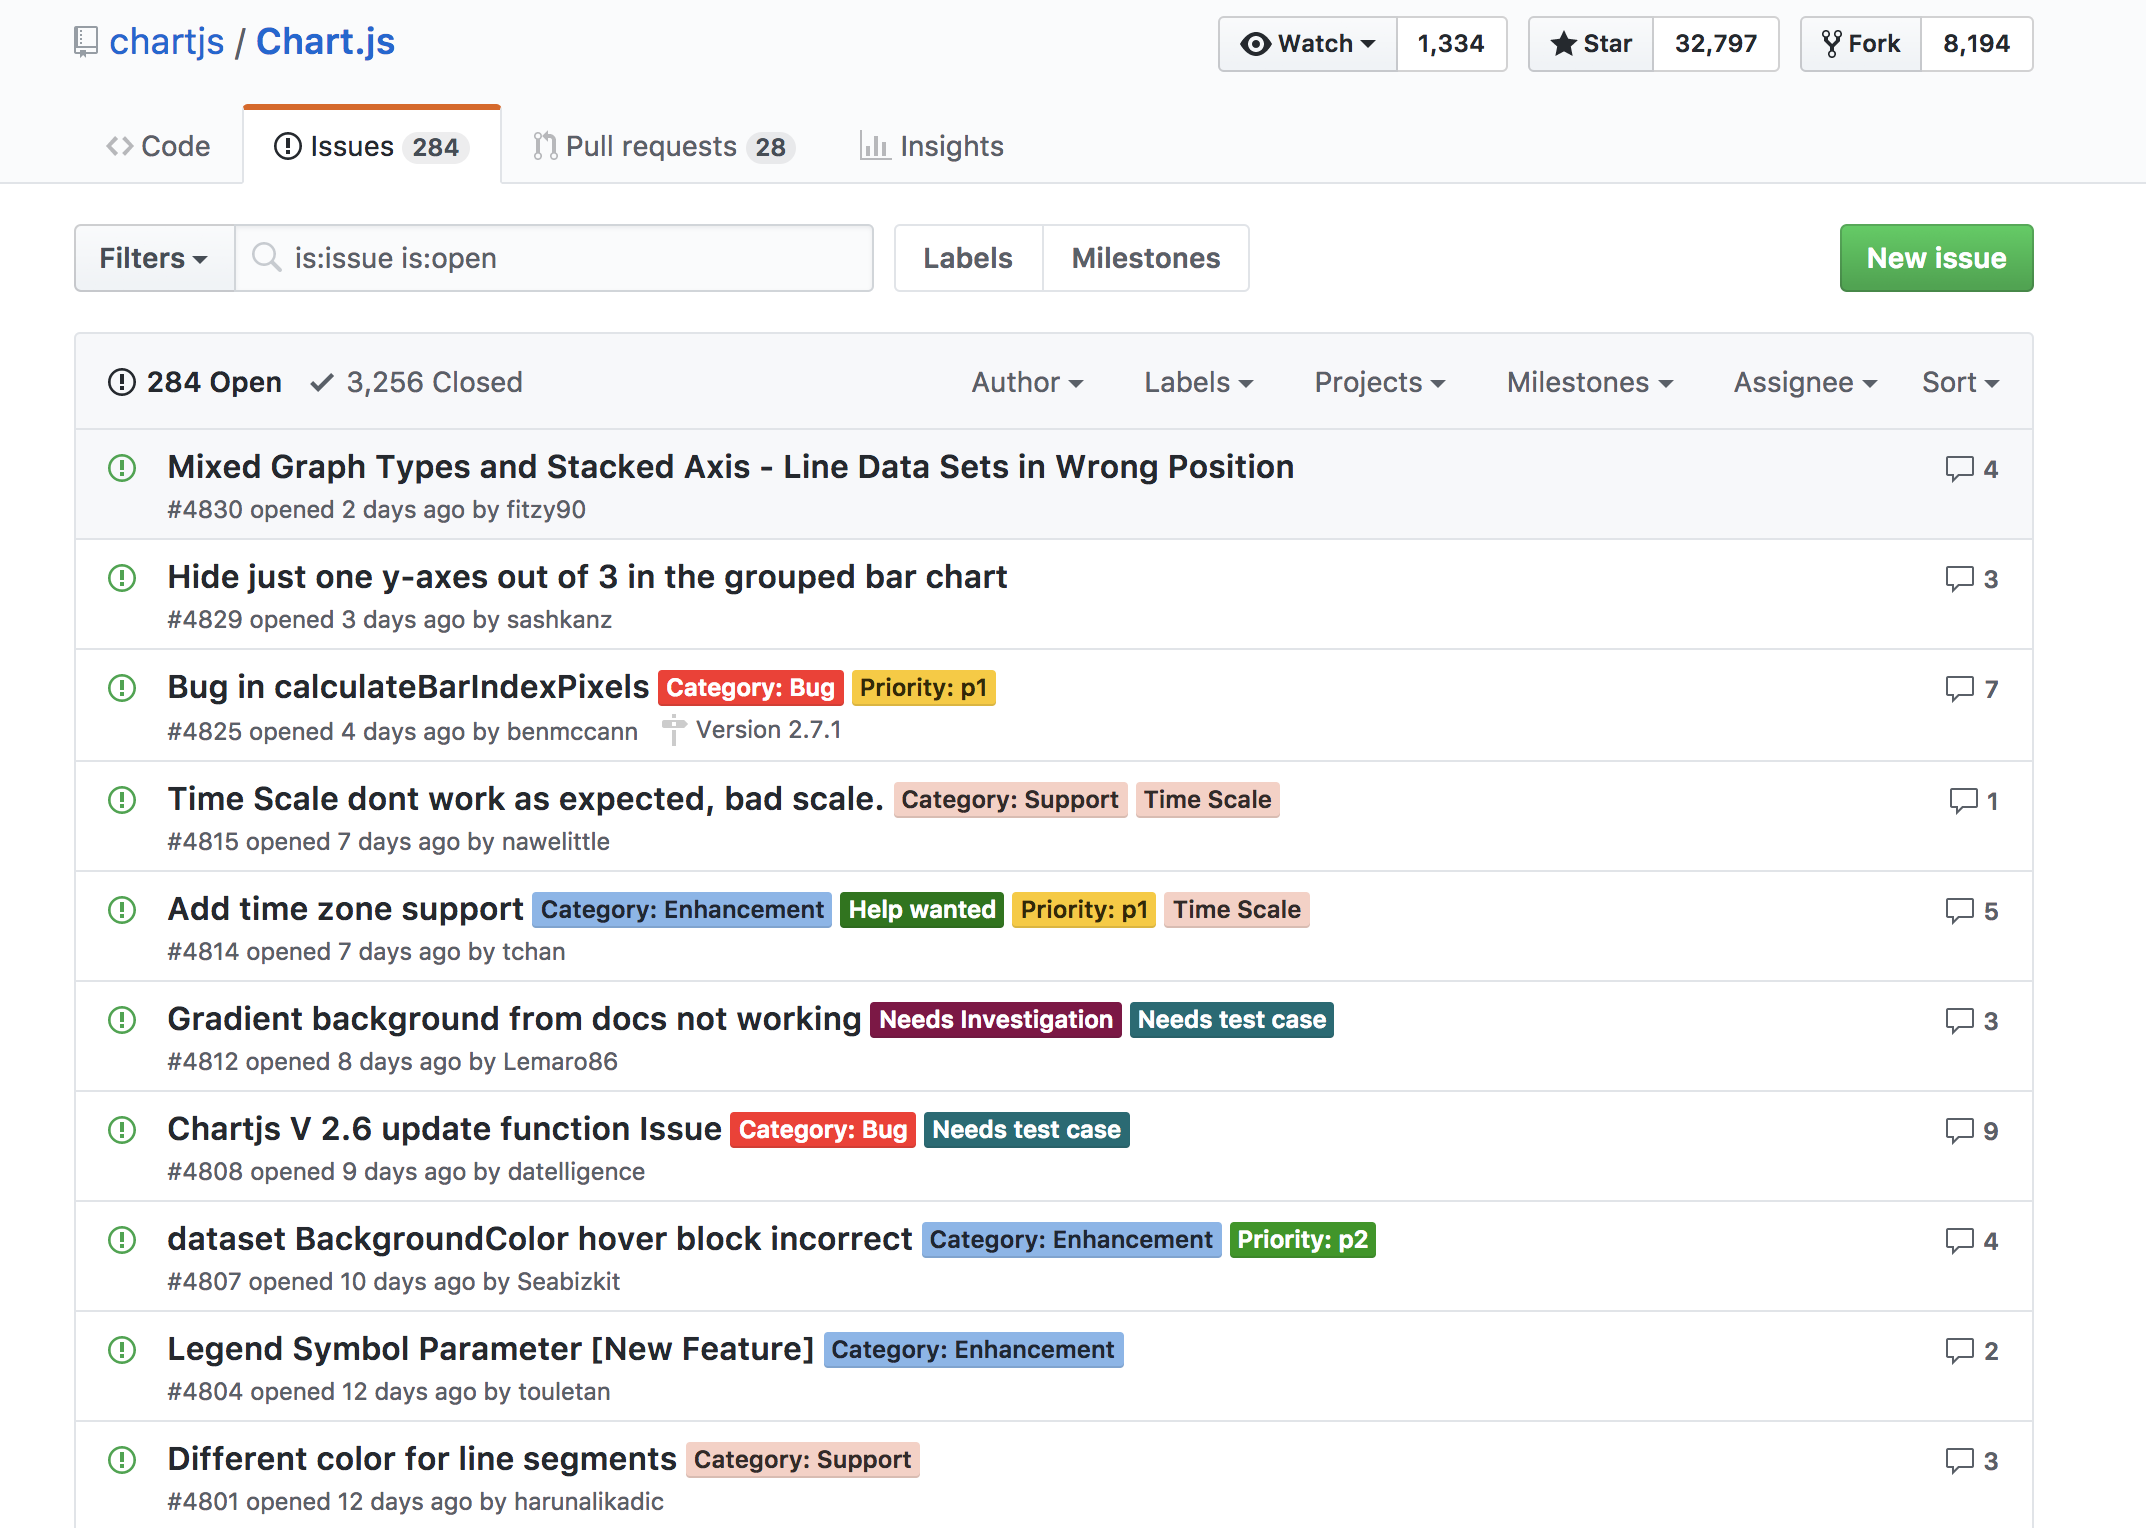 chartjs / Chart.js
Watch 1,334 Star 32,797 Fork 8,194
Code Issues 284 Pull requests 28 Insights
Filters is:issue is:open Labels Milestones New issue
284 Open 3,256 Closed Author Labels Projects Milestones Assignee Sort
Mixed Graph Types and Stacked Axis - Line Data Sets in Wrong Position 4
#4830 opened 2 days ago by fitzy90
Hide just one y-axes out of 3 in the grouped bar chart 3
#4829 opened 3 days ago by sashkanz
Bug in calculateBarIndexPixels Category: Bug Priority: p1 7
#4825 opened 4 days ago by benmccann Version 2.7.1
Time Scale dont work as expected, bad scale. Category: Support Time Scale 1
#4815 opened 7 days ago by nawelittle
Add time zone support Category: Enhancement Help wanted Priority: p1 Time Scale 5
#4814 opened 7 days ago by tchan
Gradient background from docs not working Needs Investigation Needs test case 3
#4812 opened 8 days ago by Lemaro86
Chartjs V 2.6 update function Issue Category: Bug Needs test case 9
#4808 opened 9 days ago by datelligence
dataset BackgroundColor hover block incorrect Category: Enhancement Priority: p2 4
#4807 opened 10 days ago by Seabizkit
Legend Symbol Parameter [New Feature] Category: Enhancement 2
#4804 opened 12 days ago by touletan
Different color for line segments Category: Support 3
#4801 opened 12 days ago by harunalikadic